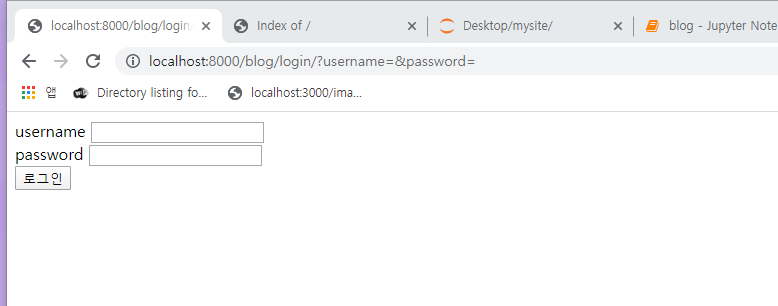 localhost:8000/blog/login/ Index of / Desktop/mysite/ blog - Jupyter Note
localhost:8000/blog/login/?username=&password=
앱 Directory listing fo... localhost:3000/ima...
username
password
로그인